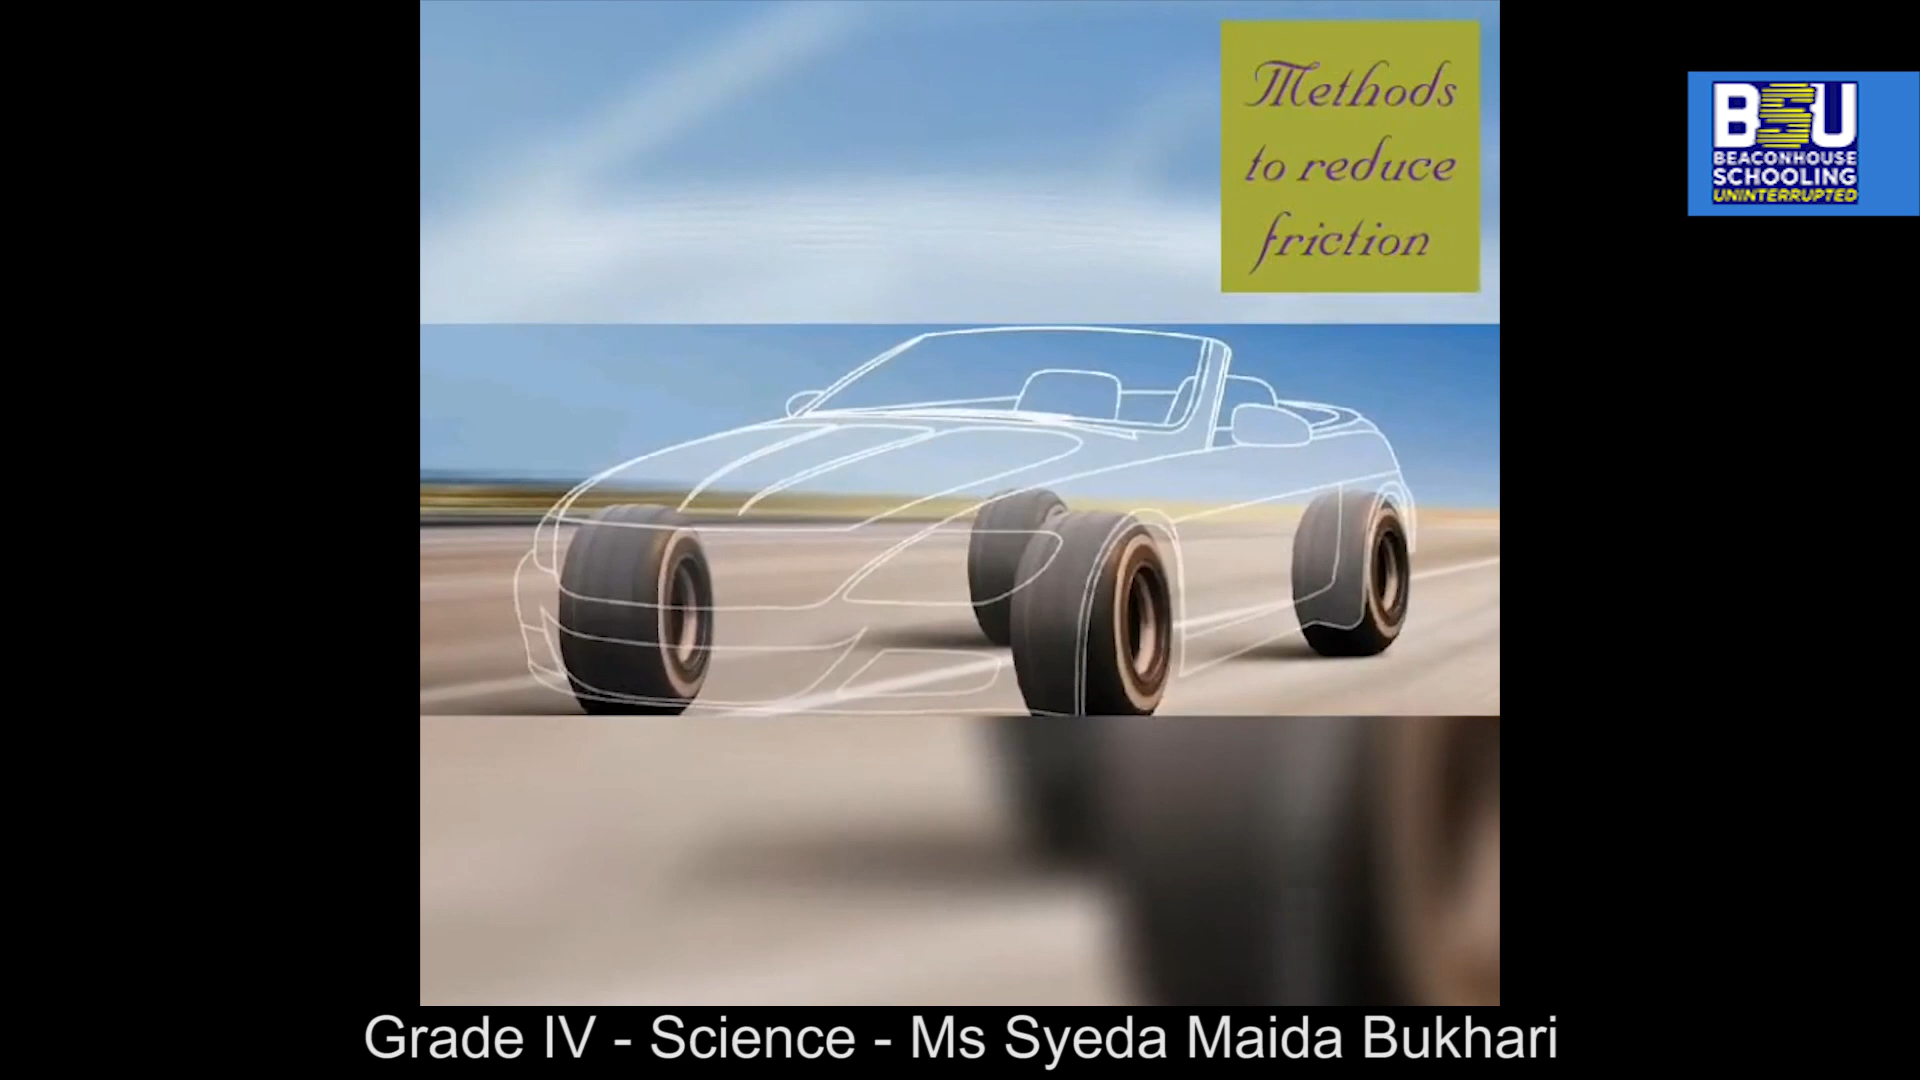 Methods
to reduce
friction
BSU
BEACONHOUSE
SCHOOLING
UNINTERRUPTED
Grade IV - Science - Ms Syeda Maida Bukhari